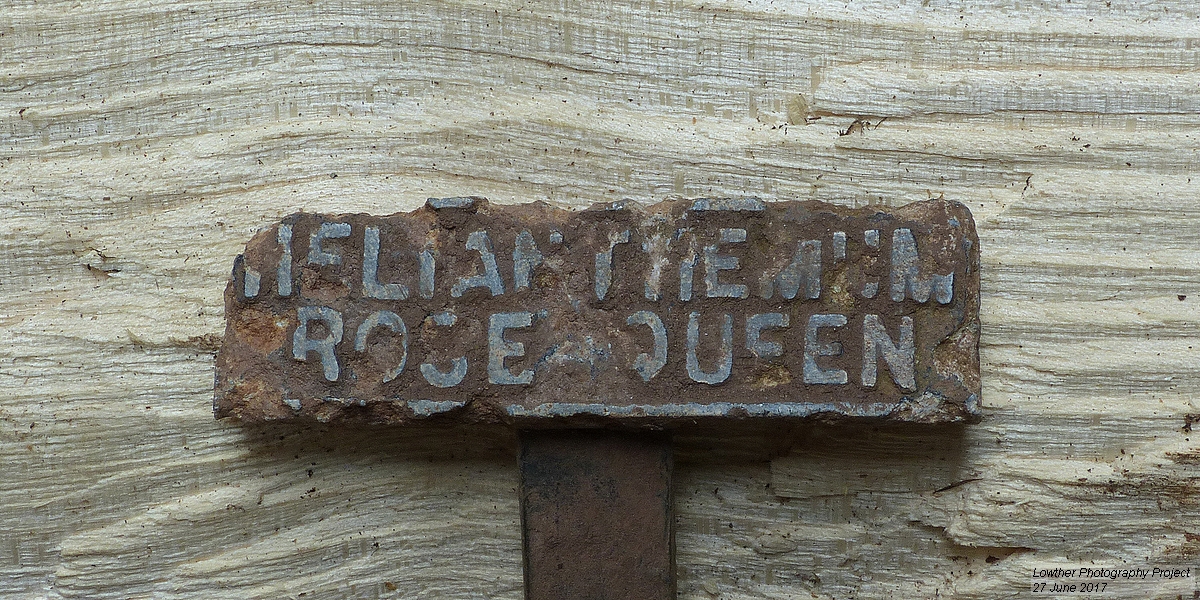 HELIANTHEMUM
ROSE QUEEN
Lowther Photography Project
27 June 2017